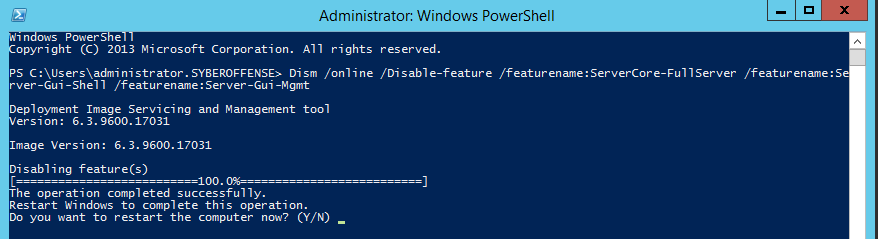 Administrator: Windows PowerShell
Windows PowerShell
Copyright (C) 2013 Microsoft Corporation. All rights reserved.
PS C:\Users\administrator.SYBEROFFENSE> Dism /online /Disable-feature /featurename:ServerCore-FullServer /featurename:Se
rver-Gui-Shell /featurename:Server-Gui-Mgmt
Deployment Image Servicing and Management tool
Version: 6.3.9600.17031
Image Version: 6.3.9600.17031
Disabling feature(s)
[==========================100.0%==========================]
The operation completed successfully.
Restart Windows to complete this operation.
Do you want to restart the computer now? (Y/N)